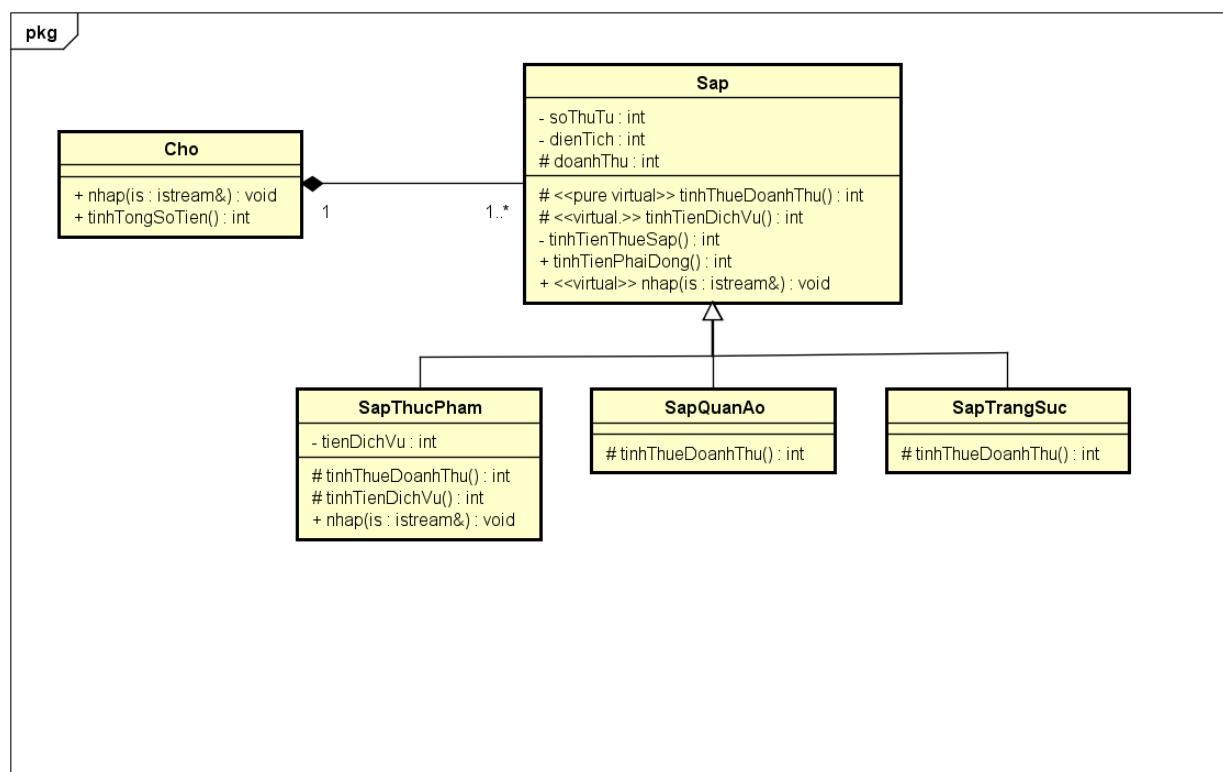 pkg
Sap
- soThuTu : int
- dienTich : int
# doanhThu : int
# <<pure virtual>> tinhThueDoanhThu() : int
# <<virtual.>> tinhTienDichVu() : int
- tinhTienThueSap() : int
+ tinhTienPhaiDong() : int
+ <<virtual>> nhap(is : istream&) : void
Cho
+ nhap(is : istream&) : void
+ tinhTongSoTien() : int
1
1..*
SapThucPham
- tienDichVu : int
# tinhThueDoanhThu() : int
# tinhTienDichVu() : int
+ nhap(is : istream&) : void
SapQuanAo
# tinhThueDoanhThu() : int
SapTrangSuc
# tinhThueDoanhThu() : int